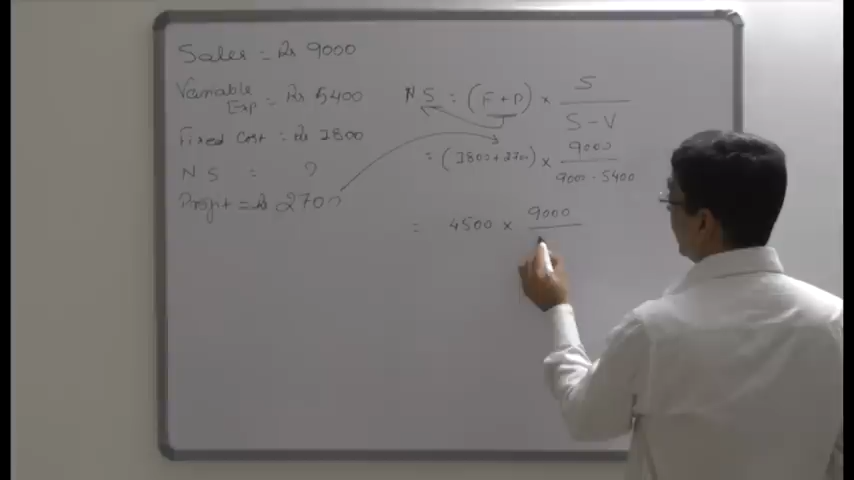 Sales = Rs 9000
Variable Exp = Rs 5400
Fixed Cost = Rs 1800
N S = ?
Profit = Rs 2700
N S = (F+P) × S / S-V
= (1800+2700) × 9000 / 9000-5400
= 4500 × 9000